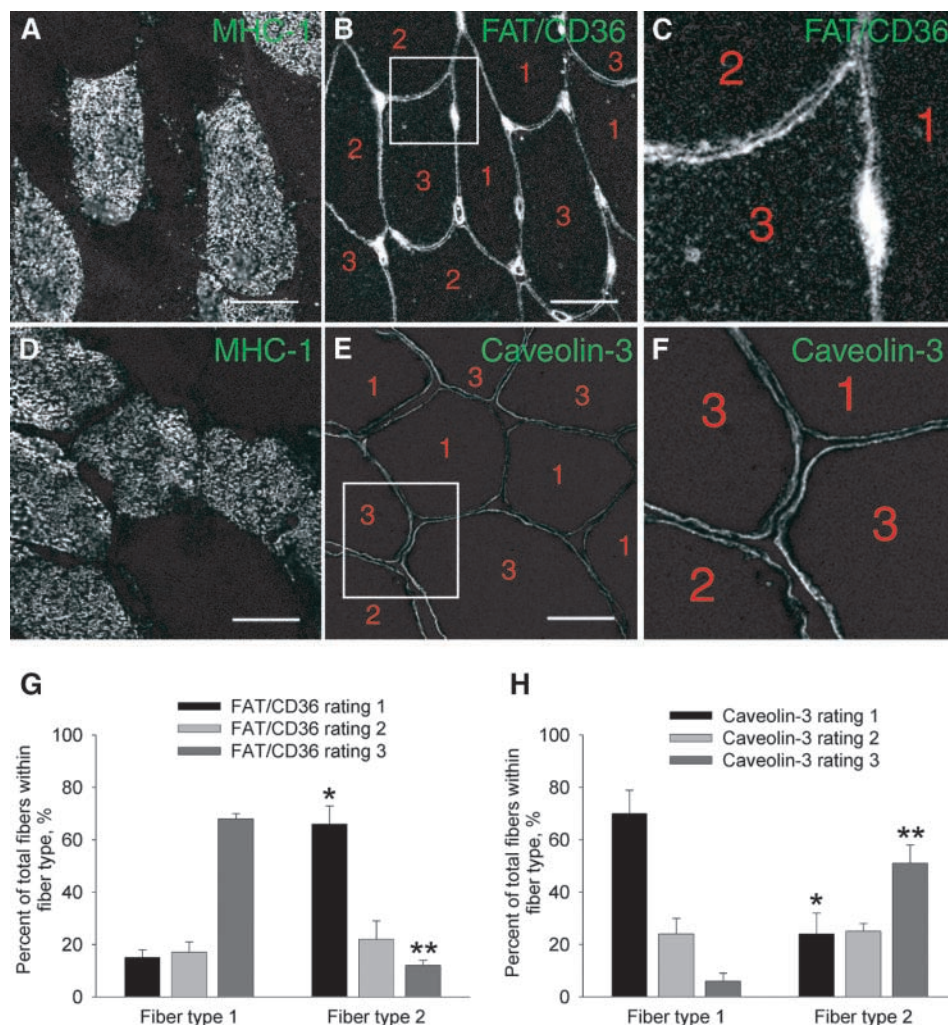 A MHC-1
B FAT/CD36
2
3
1
2
3
1
1
3
3
2
C FAT/CD36
2
1
3
D MHC-1
E Caveolin-3
1
3
3
1
1
3
3
1
2
F Caveolin-3
1
3
3
2
G
FAT/CD36 rating 1
FAT/CD36 rating 2
FAT/CD36 rating 3
Percent of total fibers within
fiber type, %
100
80
60
40
20
0
*
**
Fiber type 1 Fiber type 2
H
Caveolin-3 rating 1
Caveolin-3 rating 2
Caveolin-3 rating 3
Percent of total fibers within
fiber type, %
100
80
60
40
20
0
*
**
Fiber type 1 Fiber type 2